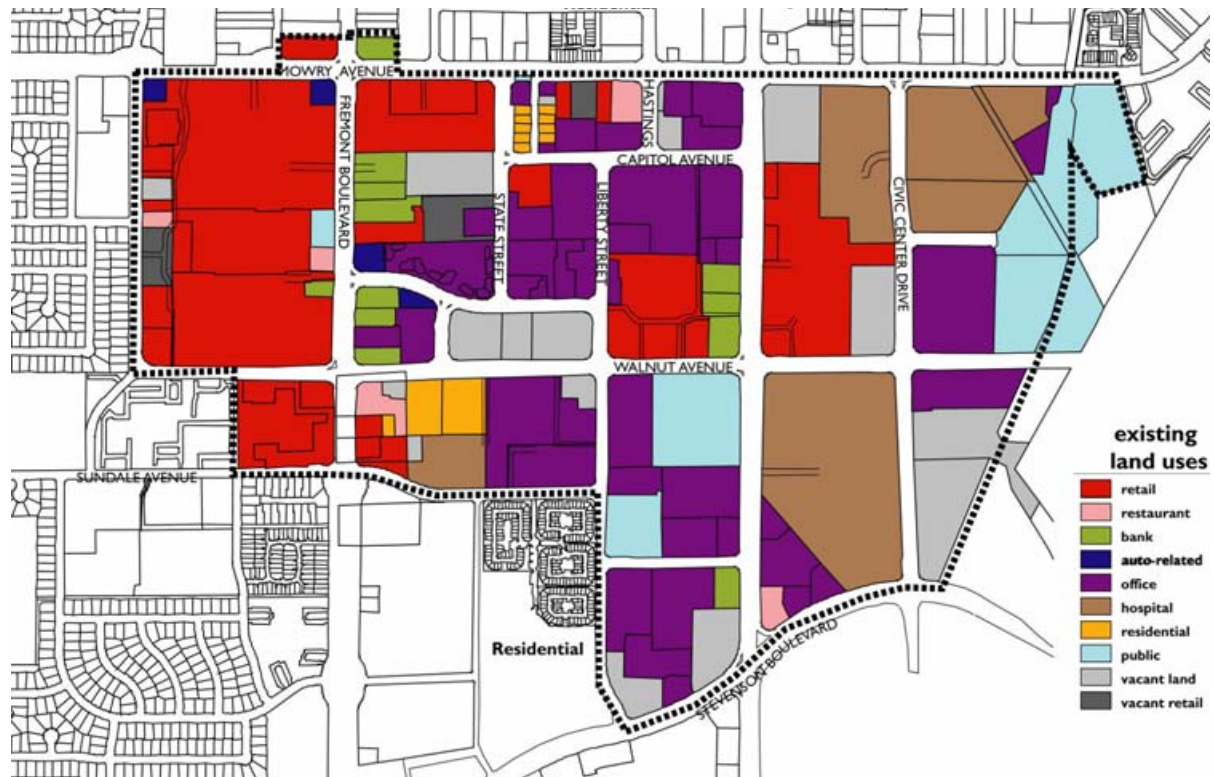 MOWRY AVENUE
FREMONT BOULEVARD
HASTINGS
CAPITOL AVENUE
STATE STREET
LIBERTY STREET
CIVIC CENTER DRIVE
WALNUT AVENUE
SUNDALE AVENUE
Residential
STEVENSON BOULEVARD
existing
land uses
retail
restaurant
bank
auto-related
office
hospital
residential
public
vacant land
vacant retail